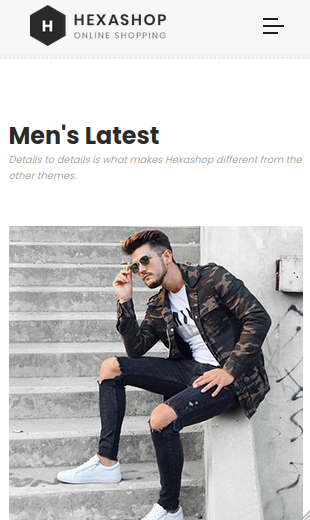 H
HEXASHOP
ONLINE SHOPPING
Men's Latest
Details to details is what makes Hexashop different from the
other themes.